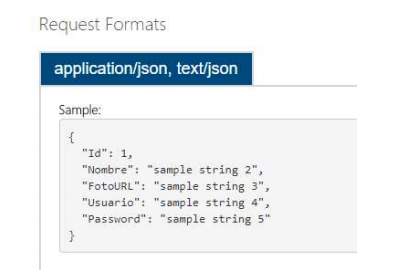 Request Formats
application/json, text/json
Sample:
{
"Id": 1,
"Nombre": "sample string 2",
"FotoURL": "sample string 3",
"Usuario": "sample string 4",
"Password": "sample string 5"
}